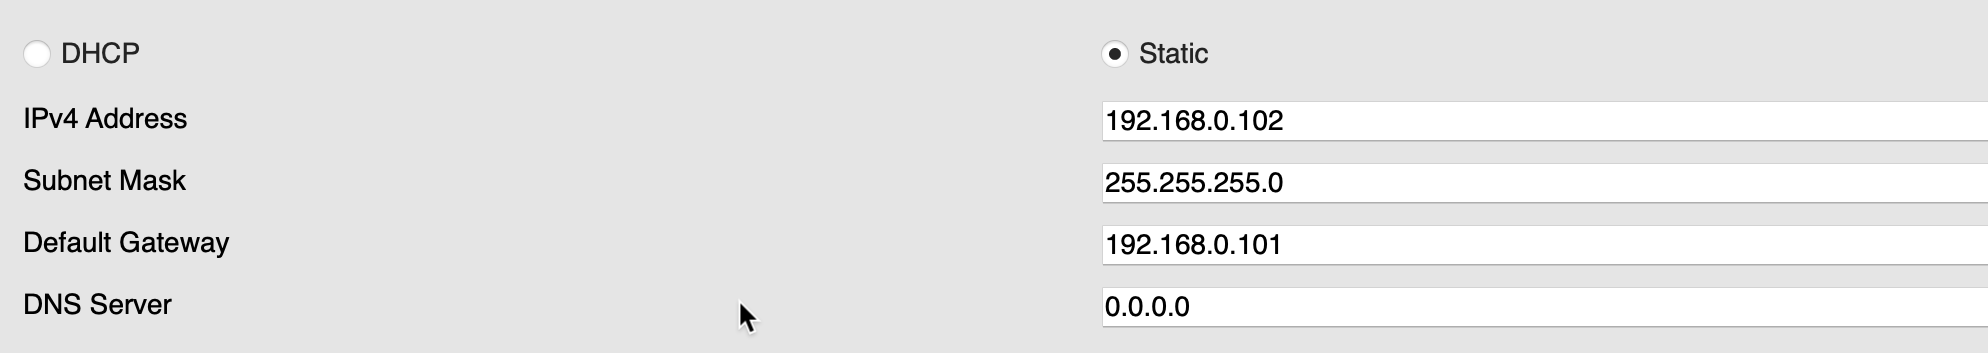 DHCP Static
IPv4 Address 192.168.0.102
Subnet Mask 255.255.255.0
Default Gateway 192.168.0.101
DNS Server 0.0.0.0